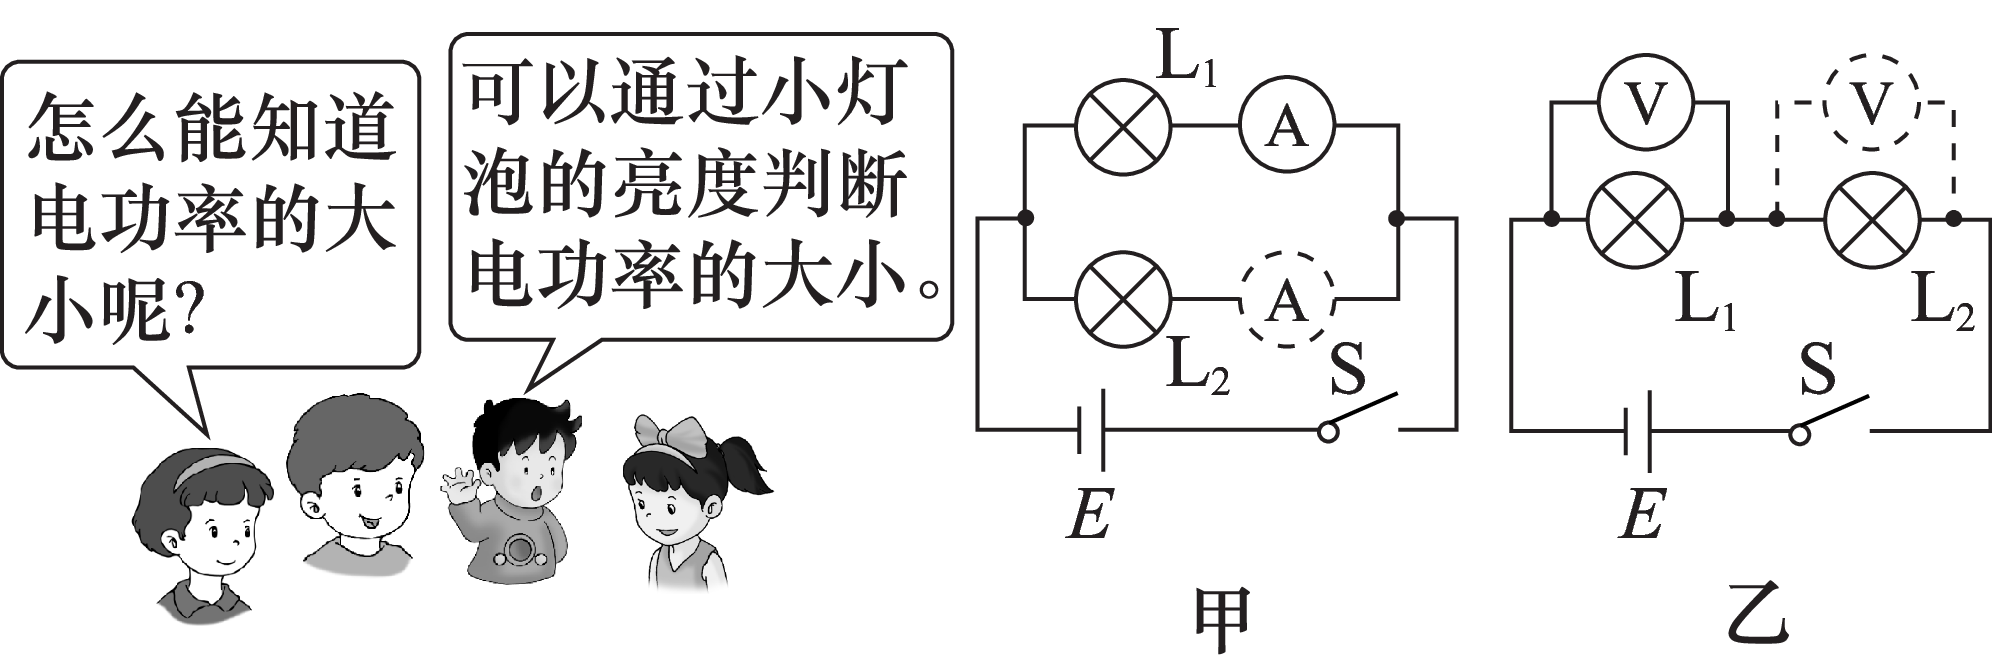 怎么能知道
电功率的大
小呢?
可以通过小灯
泡的亮度判断
电功率的大小。
L₁
A
L₂
A
S
E
甲
V
V
L₁
L₂
S
E
乙